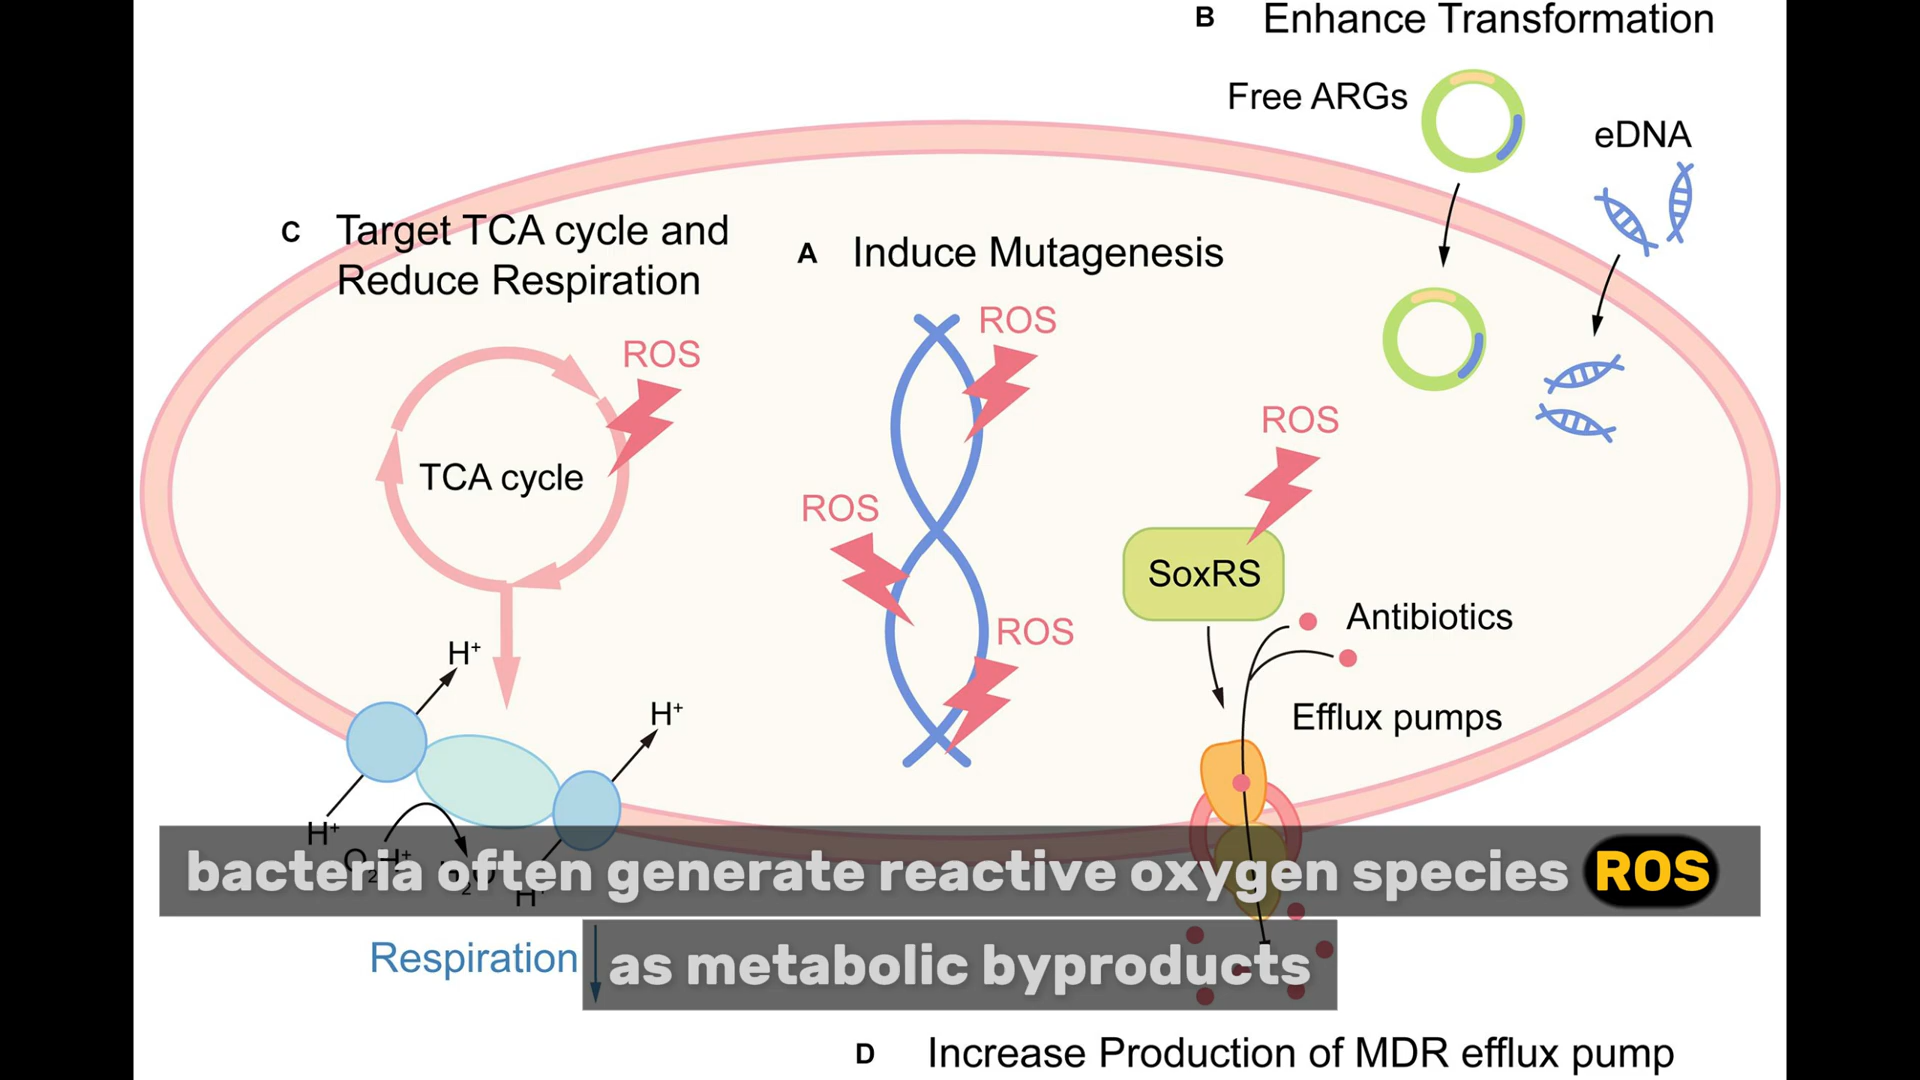 B Enhance Transformation
Free ARGs
eDNA
C Target TCA cycle and
Reduce Respiration
A Induce Mutagenesis
ROS
ROS
TCA cycle
ROS
ROS
SoxRS
ROS
Antibiotics
H⁺
H⁺
Efflux pumps
H⁺
bacteria often generate reactive oxygen species ROS
as metabolic byproducts
Respiration
D Increase Production of MDR efflux pump